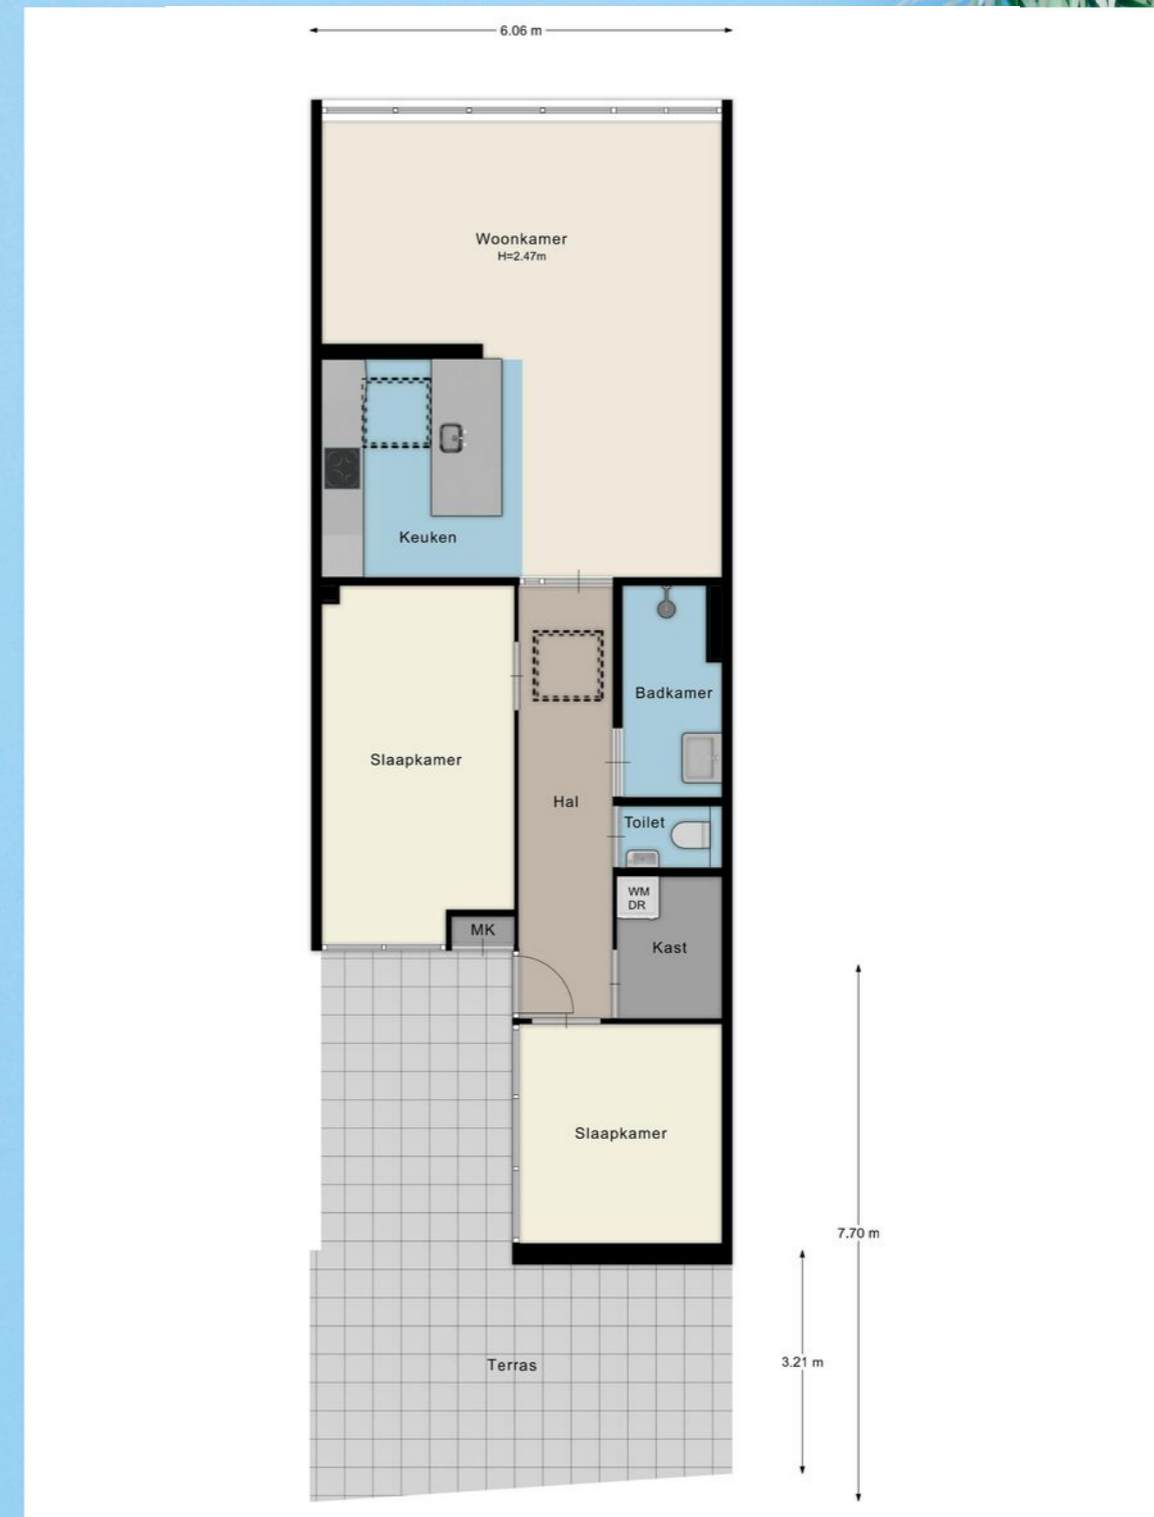 6.06 m
Woonkamer
H=2.47m
Keuken
Badkamer
Slaapkamer
Hal
Toilet
WM
DR
MK
Kast
Slaapkamer
7.70 m
3.21 m
Terras